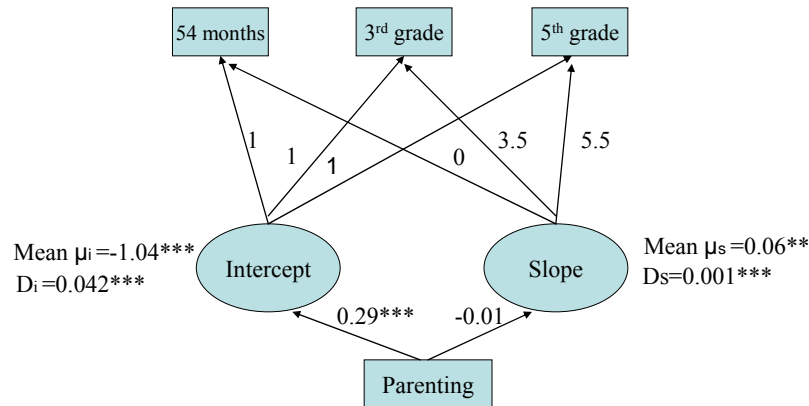 54 months
3rd grade
5th grade
1
1
1
0
3.5
5.5
Mean μi =-1.04***
Di =0.042***
Intercept
Slope
Mean μs =0.06**
Ds=0.001***
0.29***
-0.01
Parenting